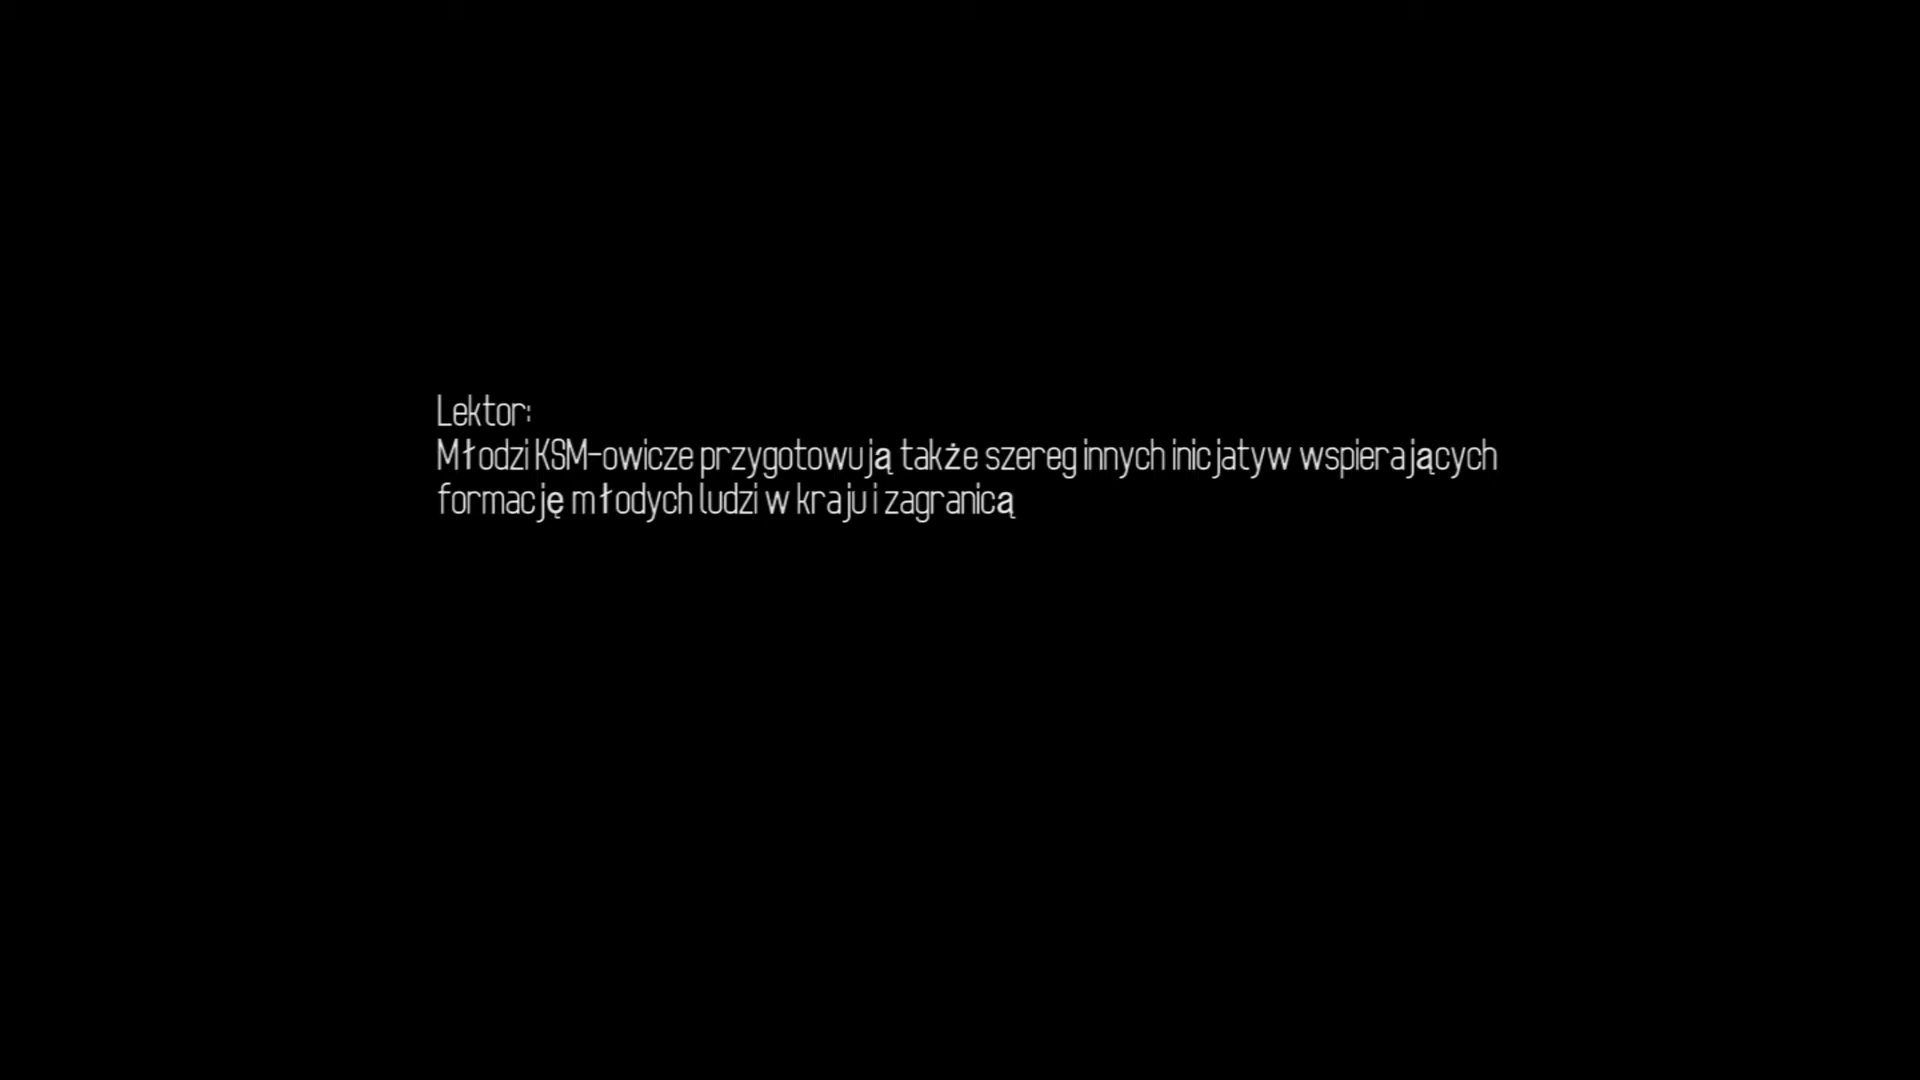 Lektor:
Młodzi KSM-owicze przygotowują także szereg innych inicjatyw wspierających
formację młodych ludzi w kraju i zagranicą